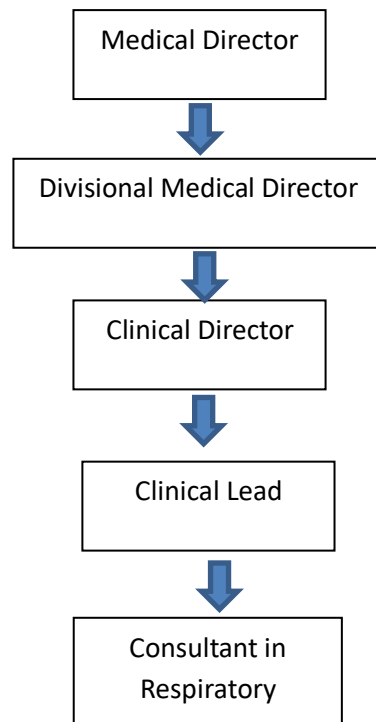 Medical Director
Divisional Medical Director
Clinical Director
Clinical Lead
Consultant in
Respiratory